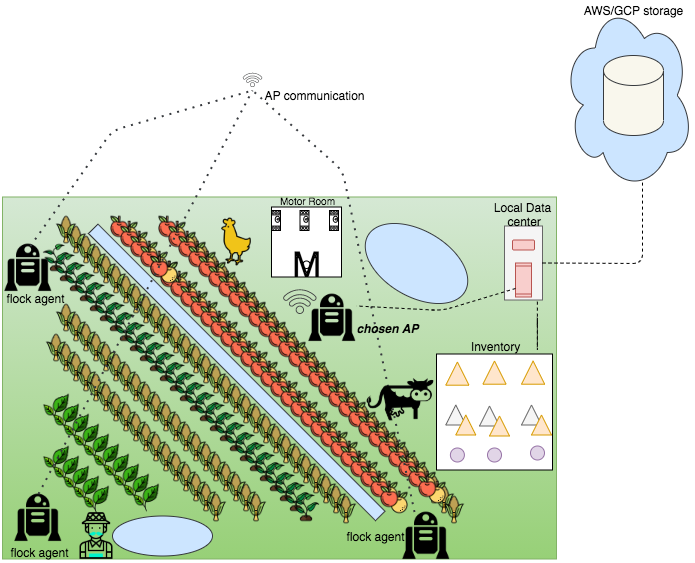 AWS/GCP storage
AP communication
Motor Room
M
Local Data
center
flock agent
chosen AP
Inventory
flock agent
flock agent